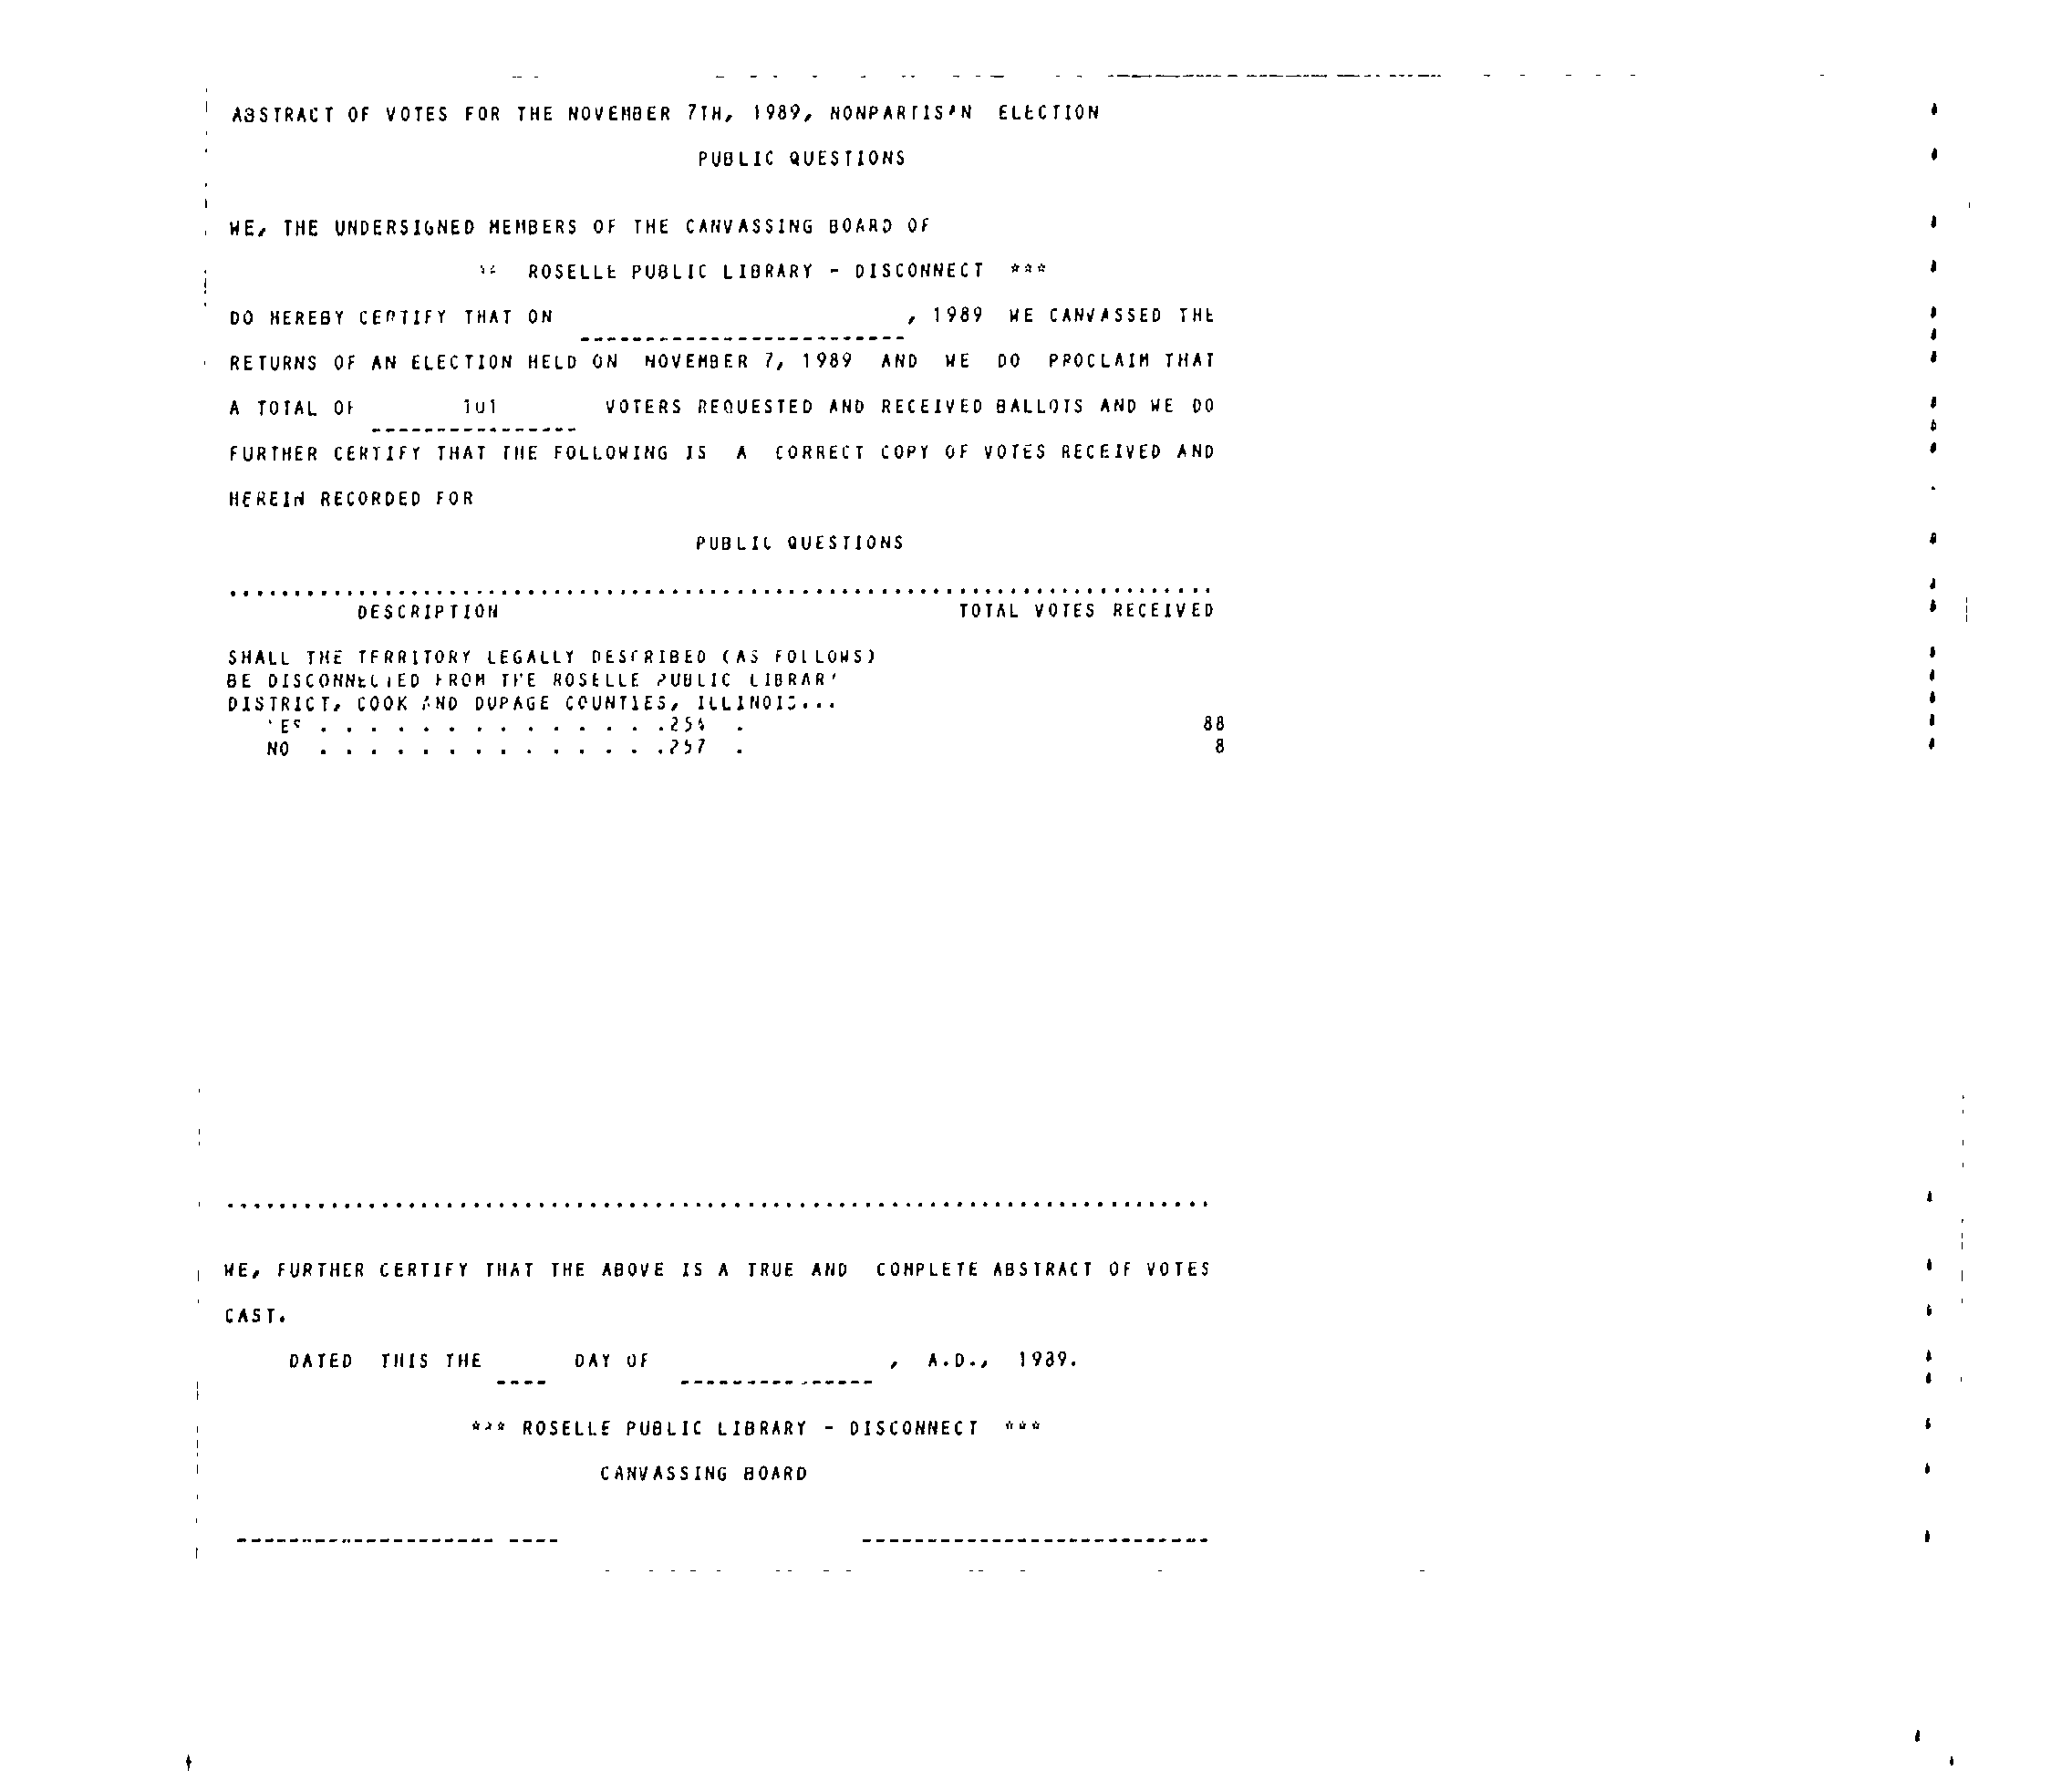 ABSTRACT OF VOTES FOR THE NOVEMBER 7TH, 1989, NONPARTISAN ELECTION
PUBLIC QUESTIONS
WE, THE UNDERSIGNED MEMBERS OF THE CANVASSING BOARD OF
ROSELLE PUBLIC LIBRARY - DISCONNECT ***
DO HEREBY CERTIFY THAT ON , 1989 WE CANVASSED THE
RETURNS OF AN ELECTION HELD ON NOVEMBER 7, 1989 AND WE DO PROCLAIM THAT
A TOTAL OF 101 VOTERS REQUESTED AND RECEIVED BALLOTS AND WE DO
FURTHER CERTIFY THAT THE FOLLOWING IS A CORRECT COPY OF VOTES RECEIVED AND
HEREIN RECORDED FOR
PUBLIC QUESTIONS
DESCRIPTION TOTAL VOTES RECEIVED
SHALL THE TERRITORY LEGALLY DESCRIBED (AS FOLLOWS)
BE DISCONNECTED FROM THE ROSELLE PUBLIC LIBRARY
DISTRICT, COOK AND DUPAGE COUNTIES, ILLINOIS...
YES . . . . . . . . . . . . . . . 88
NO . . . . . . . . . . . . . .257 . 8
WE, FURTHER CERTIFY THAT THE ABOVE IS A TRUE AND COMPLETE ABSTRACT OF VOTES
CAST.
DATED THIS THE DAY OF , A.D., 1989.
*** ROSELLE PUBLIC LIBRARY - DISCONNECT ***
CANVASSING BOARD